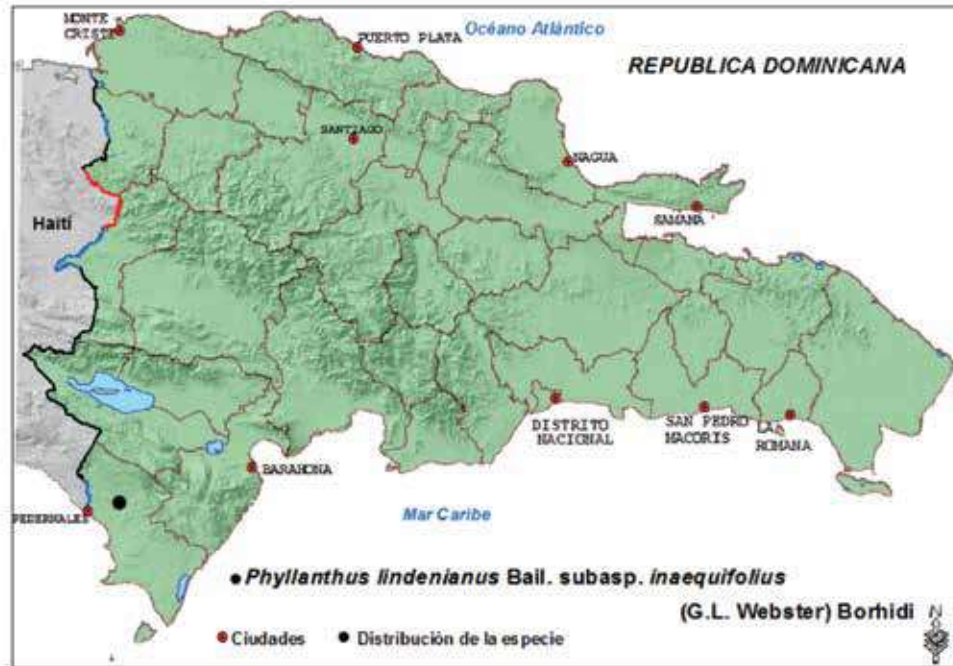 MONTE
CRISTI
PUERTO PLATA
Océano Atlántico
REPUBLICA DOMINICANA
SANTIAGO
NAGUA
SAMANA
Haití
DISTRITO
NACIONAL
SAN PEDRO
MACORIS
LA
ROMANA
BARAHONA
PEDERNALES
Mar Caribe
Phyllanthus lindenianus Bail. subasp. inaequifolius
(G.L. Webster) Borhidi
N
Ciudades
Distribución de la especie